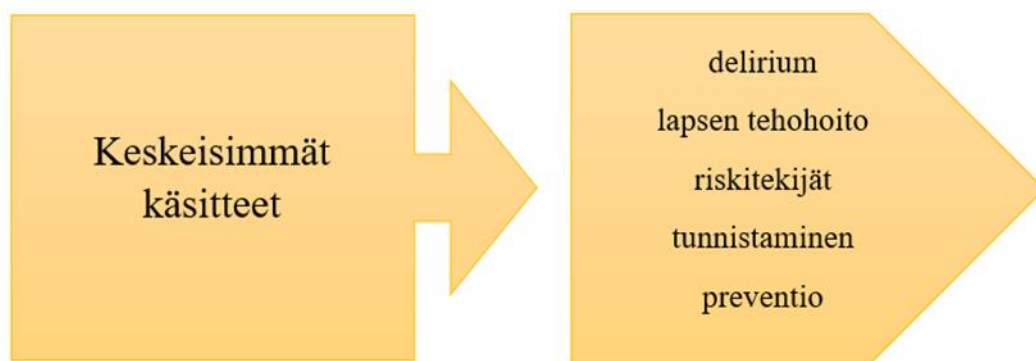 Keskeisimmät
käsitteet
delirium
lapsen tehohoito
riskitekijät
tunnistaminen
preventio